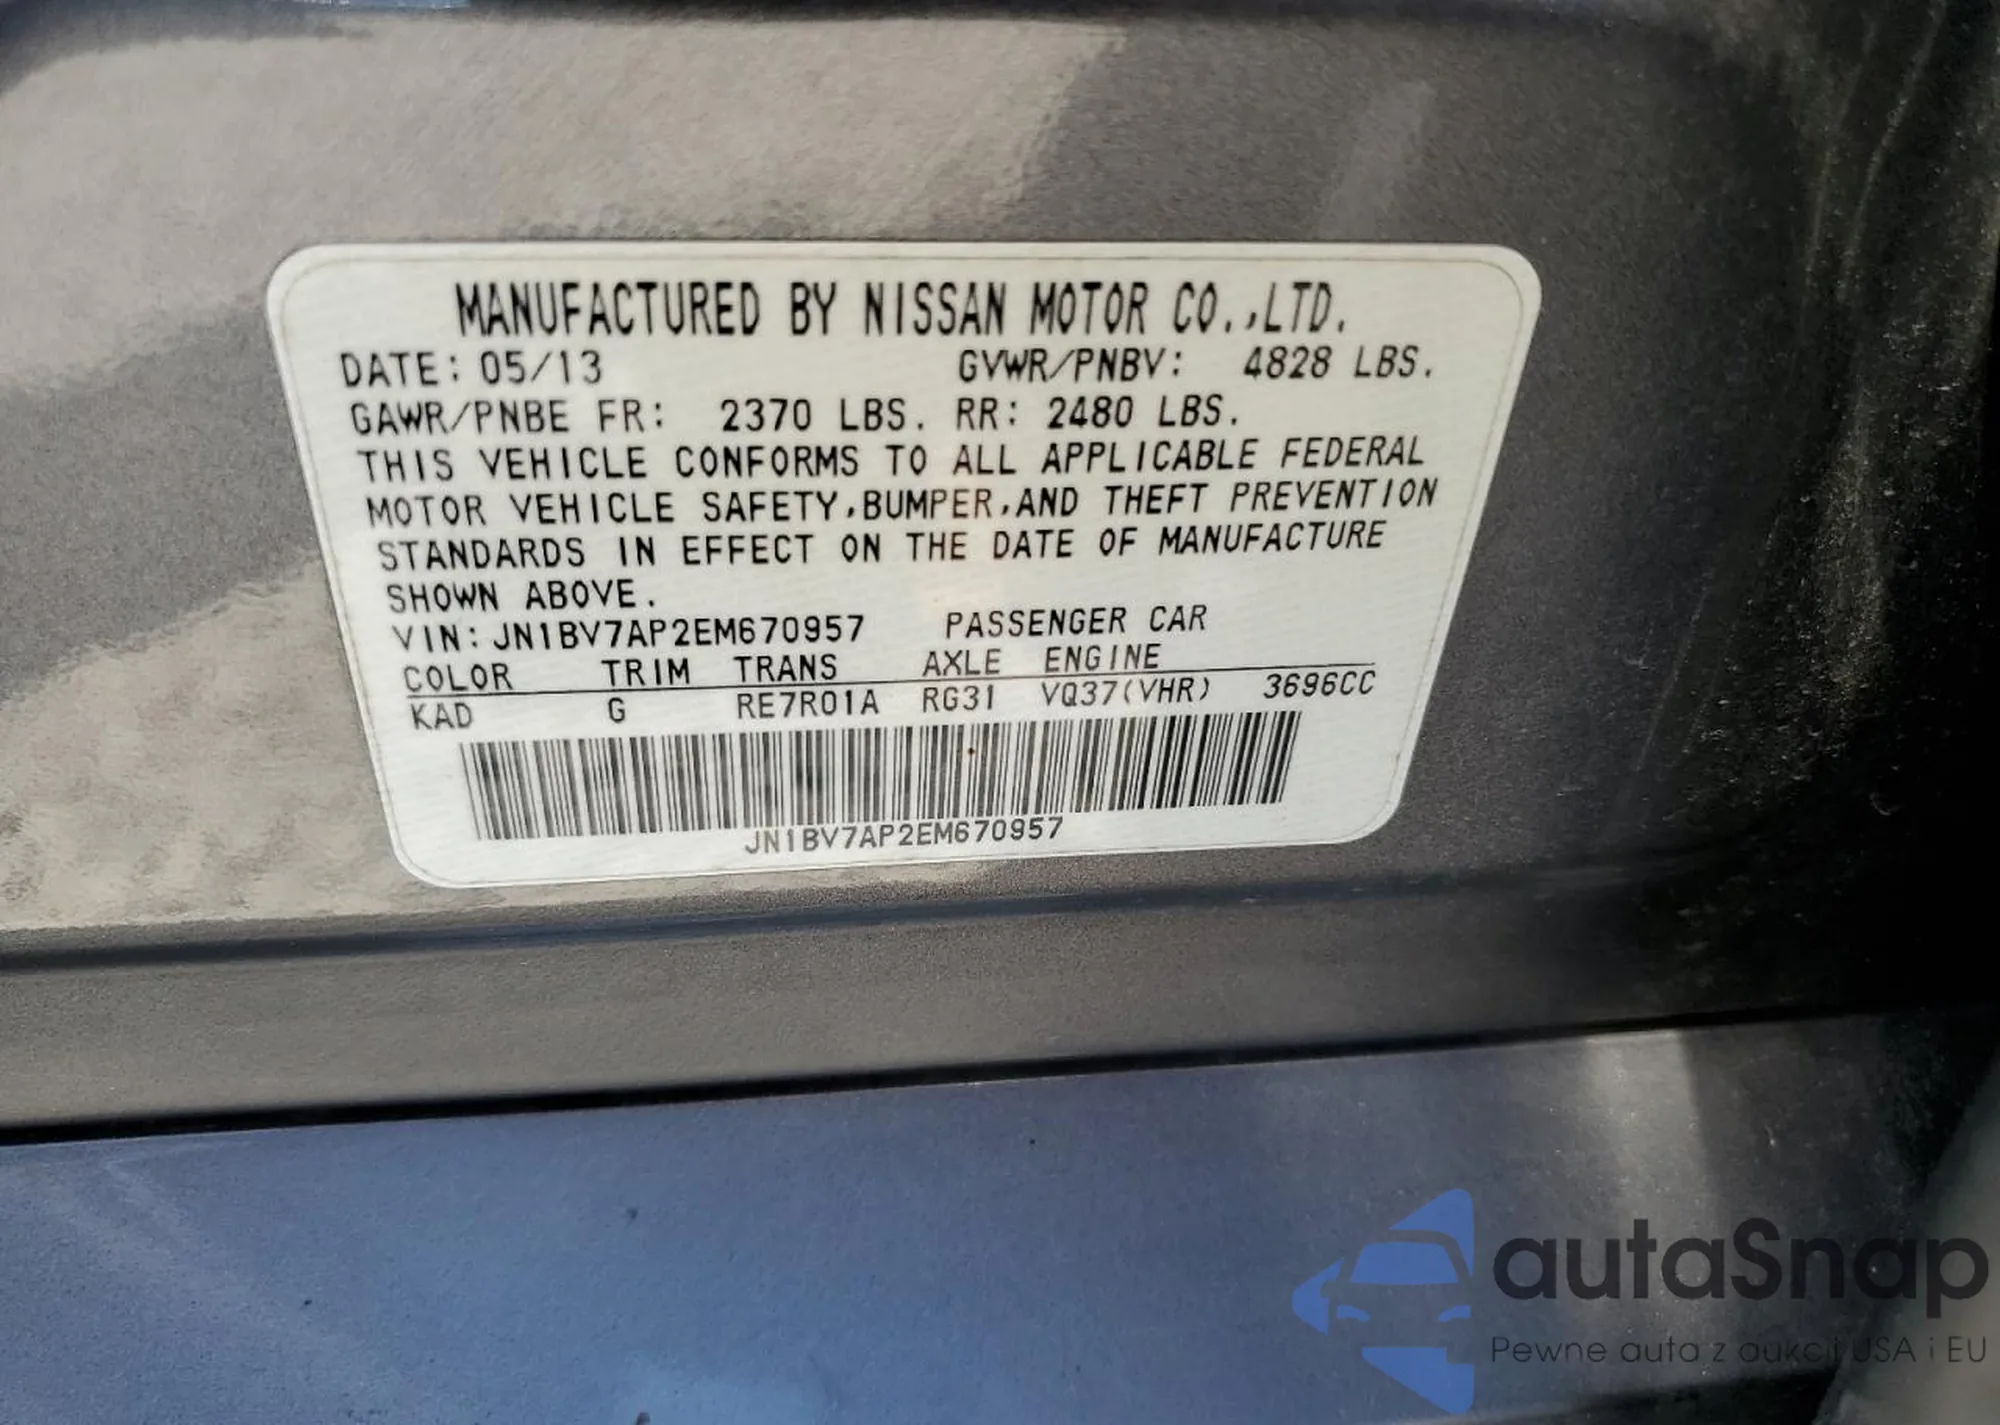 MANUFACTURED BY NISSAN MOTOR CO.,LTD.
DATE: 05/13 GVWR/PNBV: 4828 LBS.
GAWR/PNBE FR: 2370 LBS. RR: 2480 LBS.
THIS VEHICLE CONFORMS TO ALL APPLICABLE FEDERAL
MOTOR VEHICLE SAFETY,BUMPER,AND THEFT PREVENTION
STANDARDS IN EFFECT ON THE DATE OF MANUFACTURE
SHOWN ABOVE.
VIN: JN1BV7AP2EM670957 PASSENGER CAR
COLOR TRIM TRANS AXLE ENGINE
KAD G RE7R01A RG31 VQ37(VHR) 3696CC
JN1BV7AP2EM670957
autaSnap
Pewne auta z aukcji USA i EU